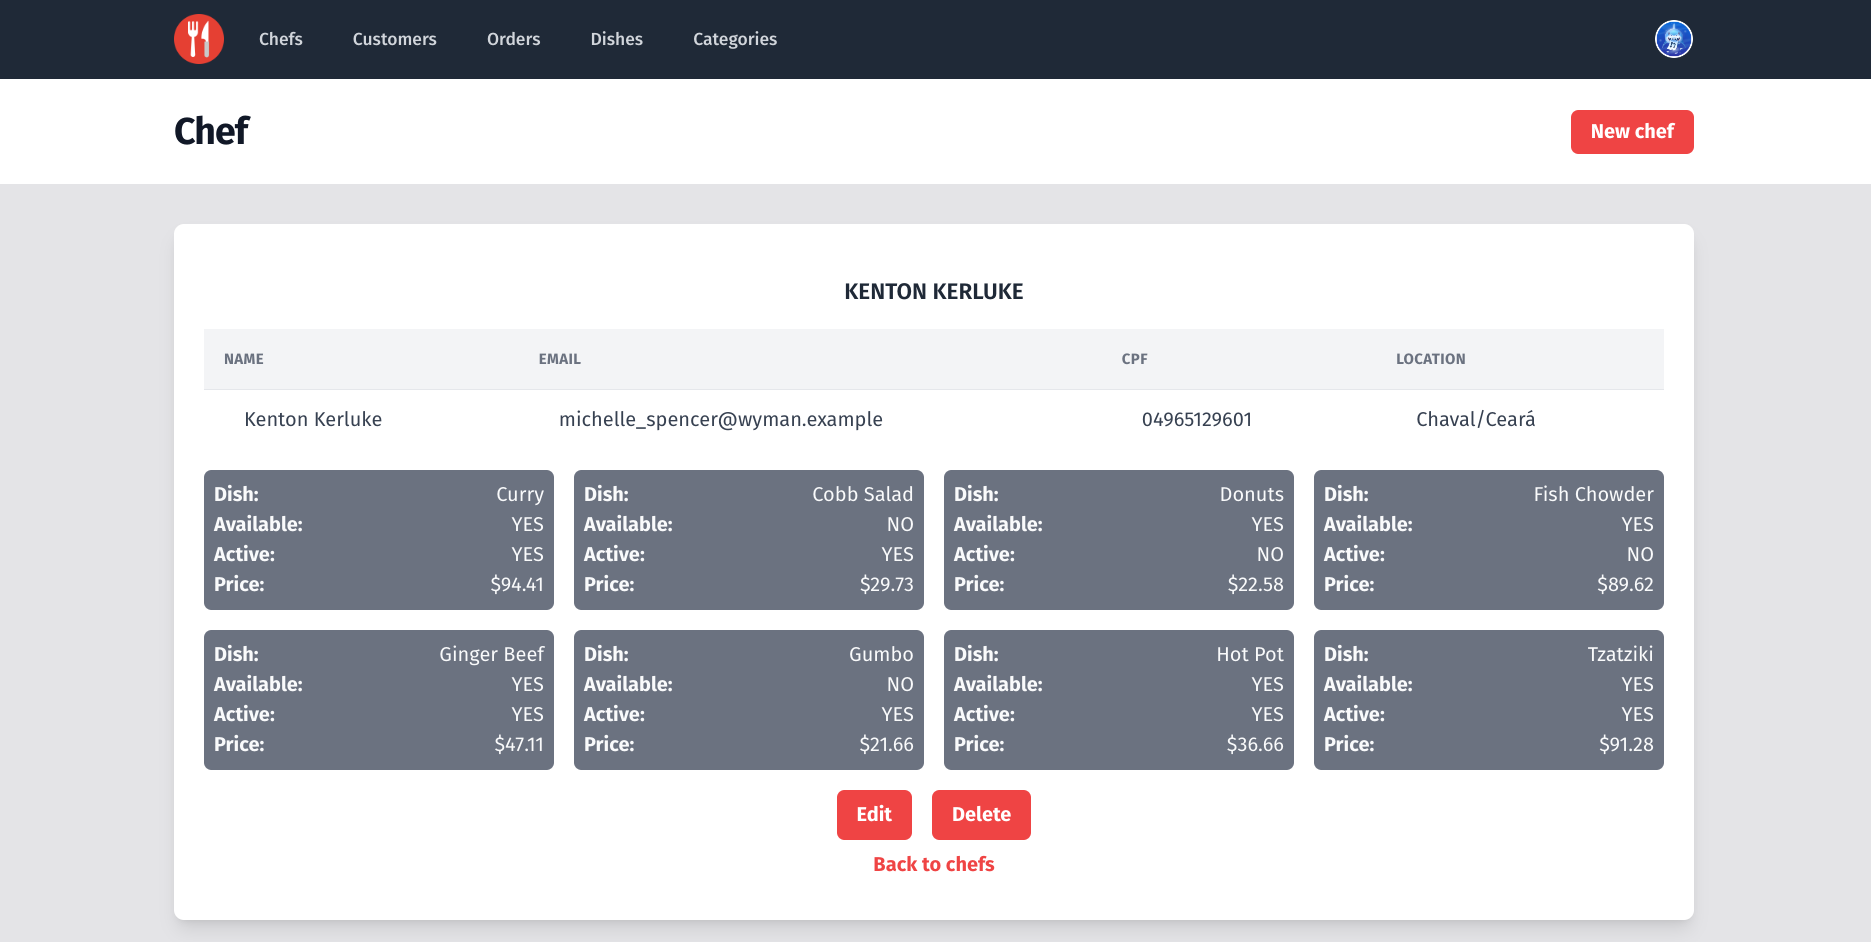 Chefs Customers Orders Dishes Categories
Chef
New chef
KENTON KERLUKE
NAME EMAIL CPF LOCATION
Kenton Kerluke michelle_spencer@wyman.example 04965129601 Chaval/Ceará
Dish: Curry
Available: YES
Active: YES
Price: $94.41
Dish: Cobb Salad
Available: NO
Active: YES
Price: $29.73
Dish: Donuts
Available: YES
Active: NO
Price: $22.58
Dish: Fish Chowder
Available: YES
Active: NO
Price: $89.62
Dish: Ginger Beef
Available: YES
Active: YES
Price: $47.11
Dish: Gumbo
Available: NO
Active: YES
Price: $21.66
Dish: Hot Pot
Available: YES
Active: YES
Price: $36.66
Dish: Tzatziki
Available: YES
Active: YES
Price: $91.28
Edit Delete
Back to chefs